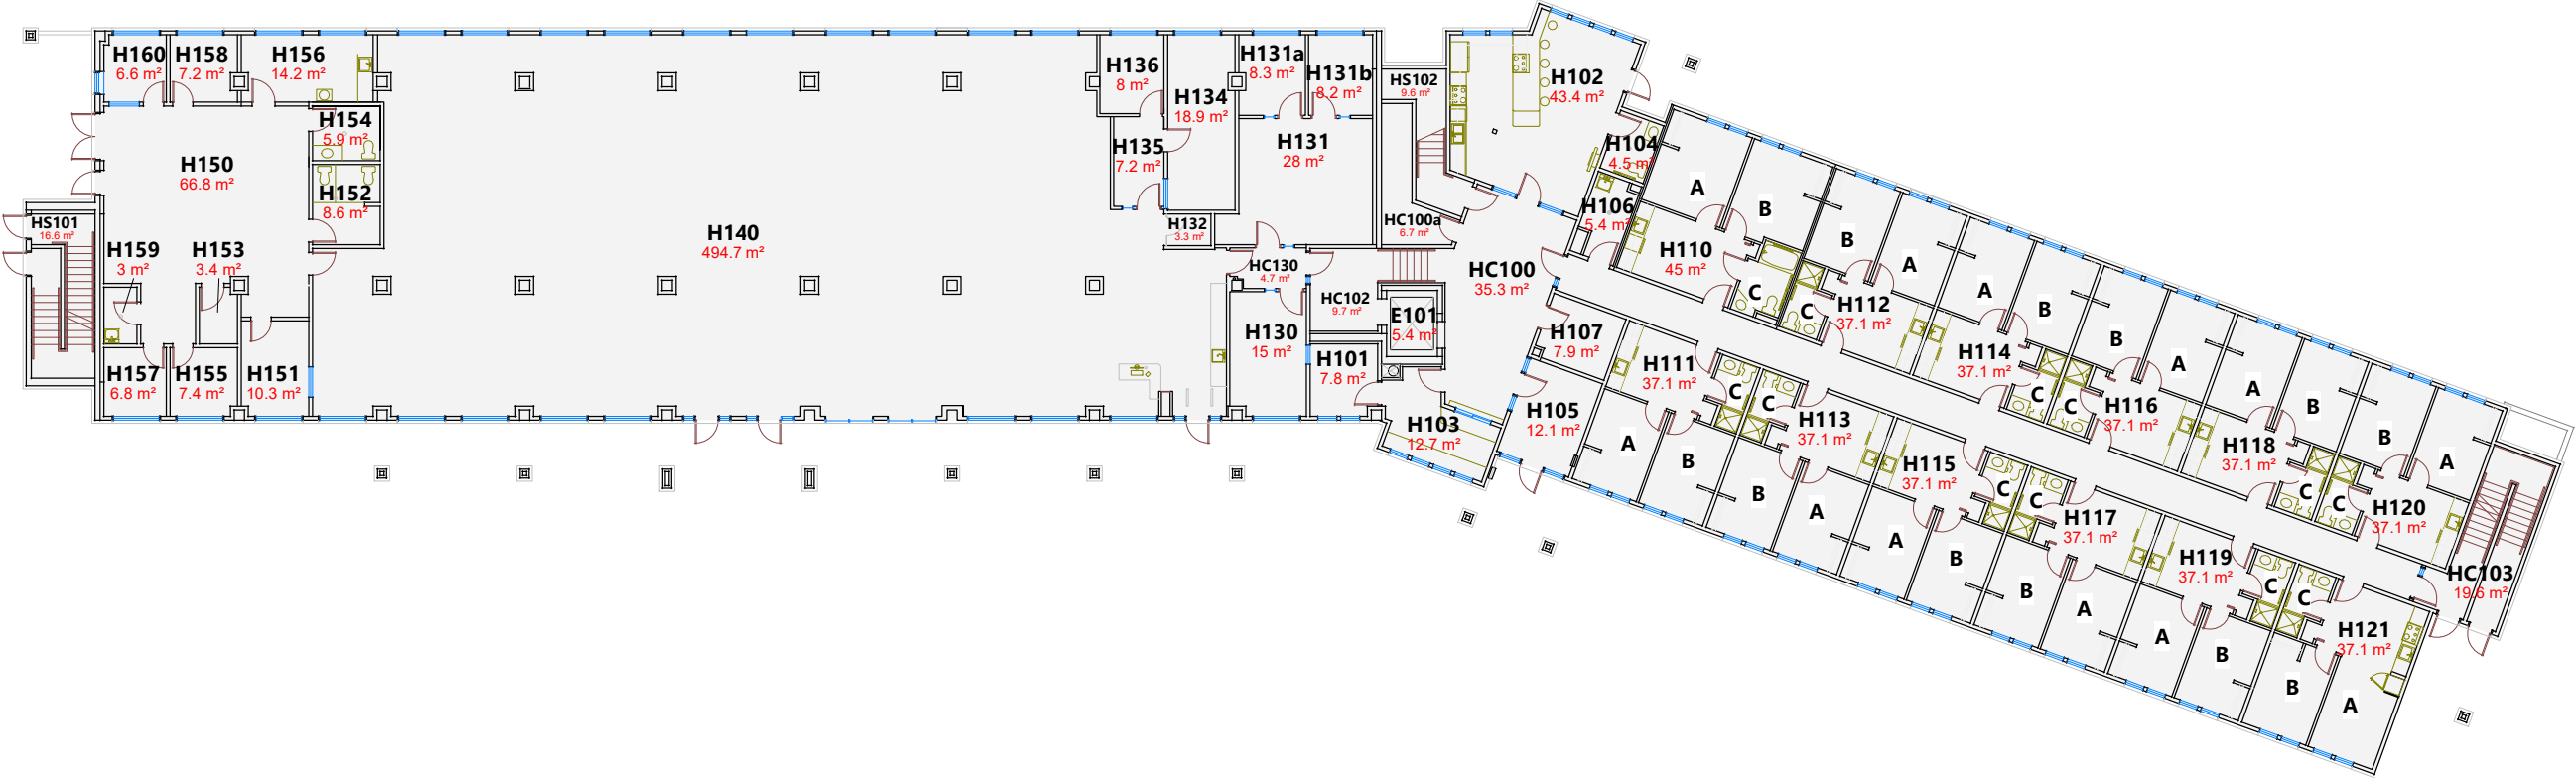 H160
6.6 m²
H158
7.2 m²
H156
14.2 m²
H154
5.9 m²
H150
66.8 m²
H152
8.6 m²
HS101
16.6 m²
H159
3 m²
H153
3.4 m²
H157
6.8 m²
H155
7.4 m²
H151
10.3 m²
H140
494.7 m²
H136
8 m²
H134
18.9 m²
H135
7.2 m²
H132
3.3 m²
H131a
8.3 m²
H131b
8.2 m²
H131
28 m²
HC130
4.7 m²
H130
15 m²
HC102
9.7 m²
H101
7.8 m²
E101
5.4 m²
HS102
9.6 m²
HC100a
6.7 m²
HC100
35.3 m²
H102
43.4 m²
H104
4.5 m²
H106
5.4 m²
H103
12.7 m²
H105
12.1 m²
H107
7.9 m²
H110
45 m²
A
B
C
H112
37.1 m²
B
A
C
H114
37.1 m²
A
B
C
H116
37.1 m²
B
A
C
H118
37.1 m²
A
B
C
H120
37.1 m²
B
A
C
HC103
19.6 m²
H111
37.1 m²
A
B
C
H113
37.1 m²
B
A
C
H115
37.1 m²
A
B
C
H117
37.1 m²
B
A
C
H119
37.1 m²
A
B
C
H121
37.1 m²
B
A
C